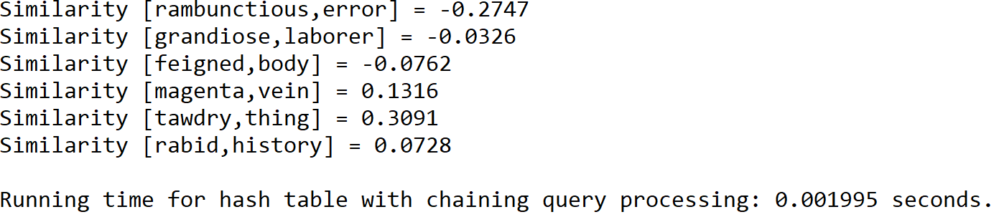 Similarity [rambunctious,error] = -0.2747
Similarity [grandiose,laborer] = -0.0326
Similarity [feigned,body] = -0.0762
Similarity [magenta,vein] = 0.1316
Similarity [tawdry,thing] = 0.3091
Similarity [rabid,history] = 0.0728
Running time for hash table with chaining query processing: 0.001995 seconds.